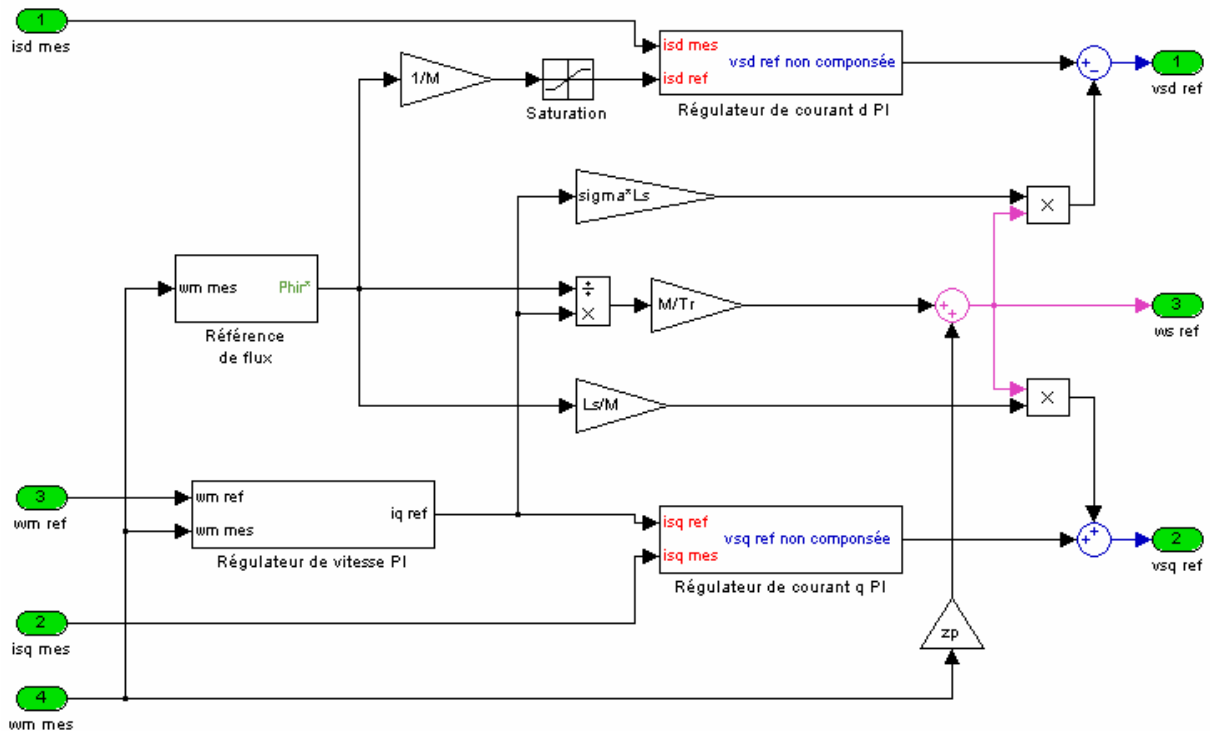 1
isd mes
1/M
Saturation
isd mes
isd ref
vsd ref non componsée
Régulateur de courant d PI
+
−
1
vsd ref
sigma*Ls
×
wm mes
Phir*
Référence
de flux
÷
×
M/Tr
+
+
3
ws ref
Ls/M
×
3
wm ref
wm ref
wm mes
iq ref
Régulateur de vitesse PI
isq ref
isq mes
vsq ref non componsée
Régulateur de courant q PI
+
+
2
vsq ref
2
isq mes
zp
4
wm mes